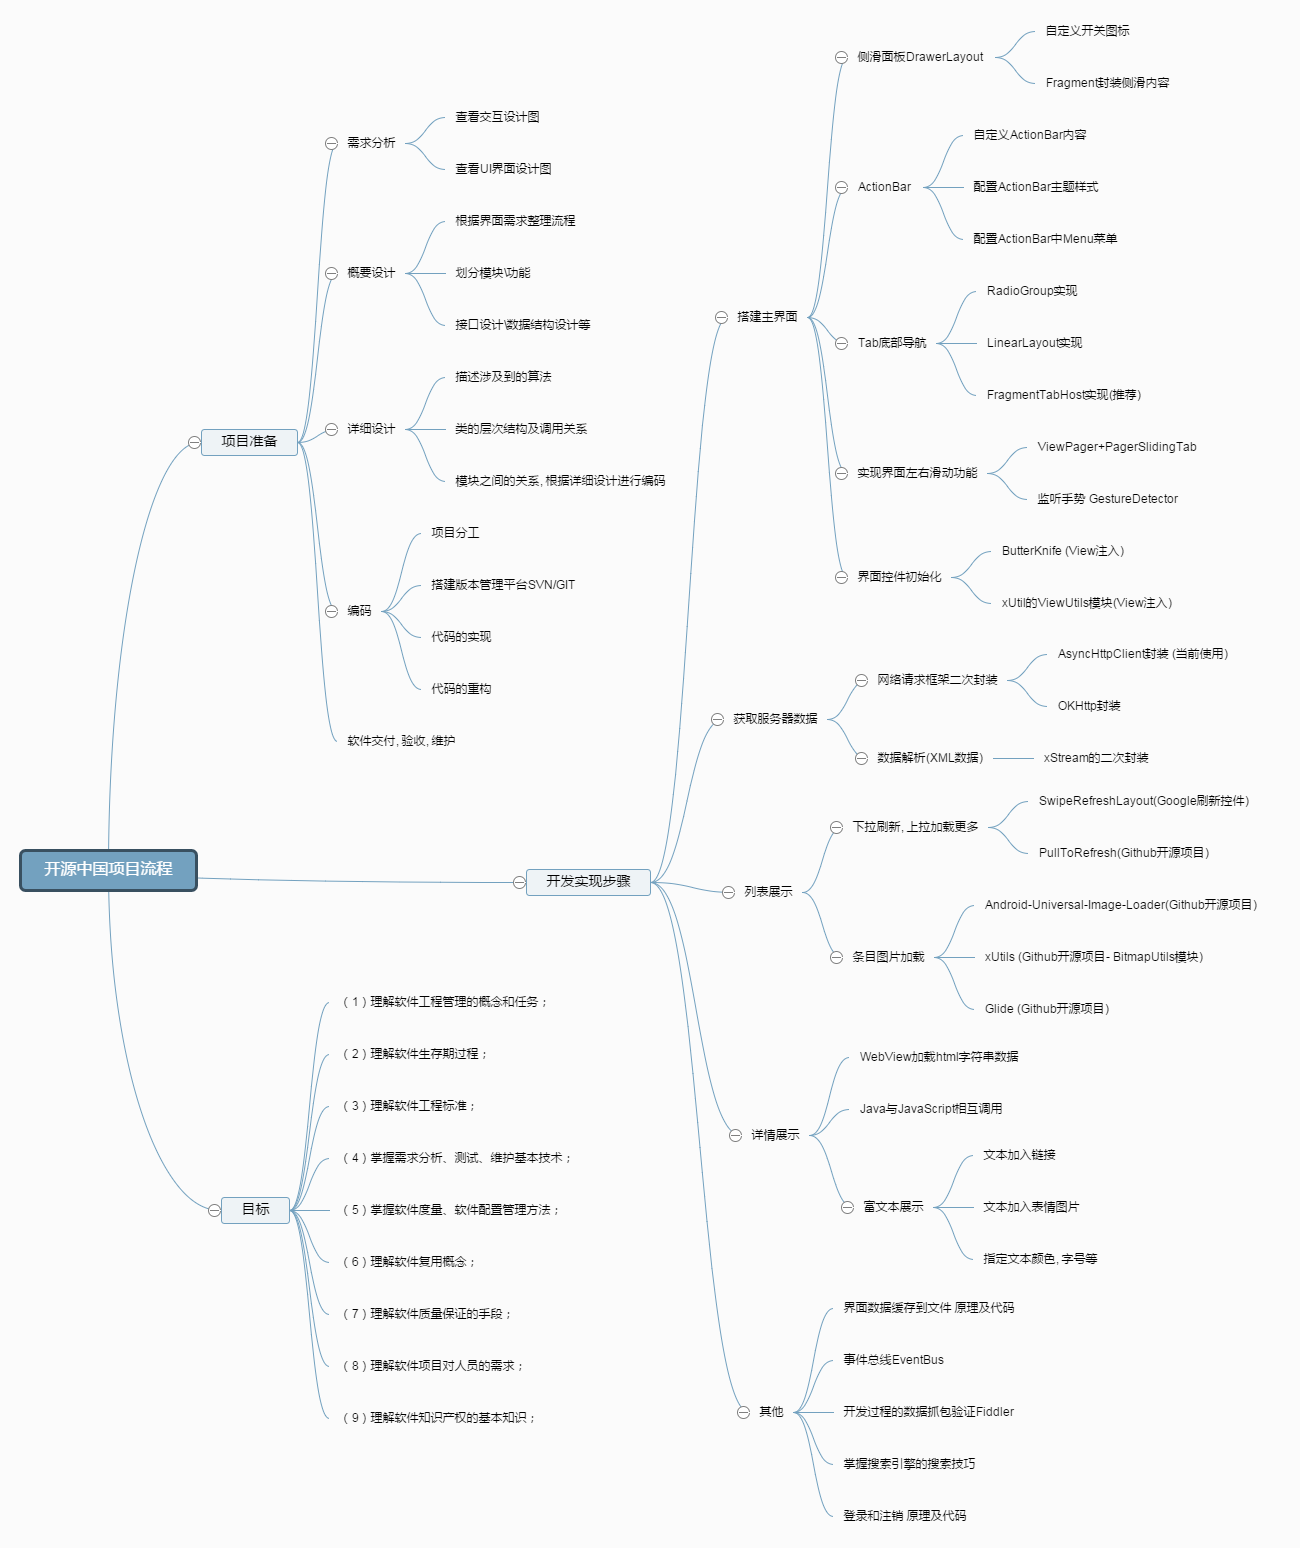 开源中国项目流程
项目准备
需求分析
查看交互设计图
查看UI界面设计图
概要设计
根据界面需求整理流程
划分模块\功能
接口设计\数据结构设计等
详细设计
描述涉及到的算法
类的层次结构及调用关系
模块之间的关系, 根据详细设计进行编码
编码
项目分工
搭建版本管理平台SVN/GIT
代码的实现
代码的重构
软件交付, 验收, 维护
开发实现步骤
搭建主界面
侧滑面板DrawerLayout
自定义开关图标
Fragment封装侧滑内容
ActionBar
自定义ActionBar内容
配置ActionBar主题样式
配置ActionBar中Menu菜单
Tab底部导航
RadioGroup实现
LinearLayout实现
FragmentTabHost实现(推荐)
实现界面左右滑动功能
ViewPager+PagerSlidingTab
监听手势 GestureDetector
界面控件初始化
ButterKnife (View注入)
xUtil的ViewUtils模块(View注入)
获取服务器数据
网络请求框架二次封装
AsyncHttpClient封装 (当前使用)
OKHttp封装
数据解析(XML数据)
xStream的二次封装
列表展示
下拉刷新, 上拉加载更多
SwipeRefreshLayout(Google刷新控件)
PullToRefresh(Github开源项目)
条目图片加载
Android-Universal-Image-Loader(Github开源项目)
xUtils (Github开源项目- BitmapUtils模块)
Glide (Github开源项目)
详情展示
WebView加载html字符串数据
Java与JavaScript相互调用
富文本展示
文本加入链接
文本加入表情图片
指定文本颜色, 字号等
其他
界面数据缓存到文件 原理及代码
事件总线EventBus
开发过程的数据抓包验证Fiddler
掌握搜索引擎的搜索技巧
登录和注销 原理及代码
目标
（1）理解软件工程管理的概念和任务；
（2）理解软件生存期过程；
（3）理解软件工程标准；
（4）掌握需求分析、测试、维护基本技术；
（5）掌握软件度量、软件配置管理方法；
（6）理解软件复用概念；
（7）理解软件质量保证的手段；
（8）理解软件项目对人员的需求；
（9）理解软件知识产权的基本知识；